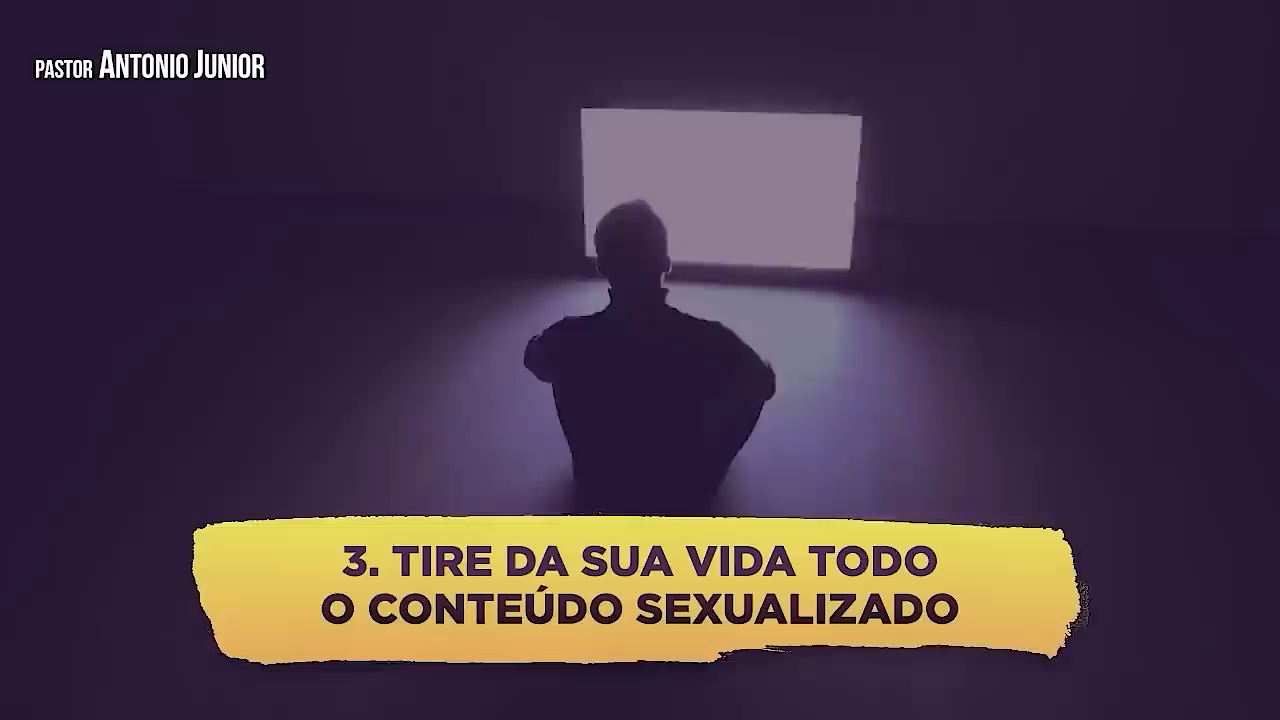 PASTOR ANTONIO JUNIOR
3. TIRE DA SUA VIDA TODO
O CONTEÚDO SEXUALIZADO